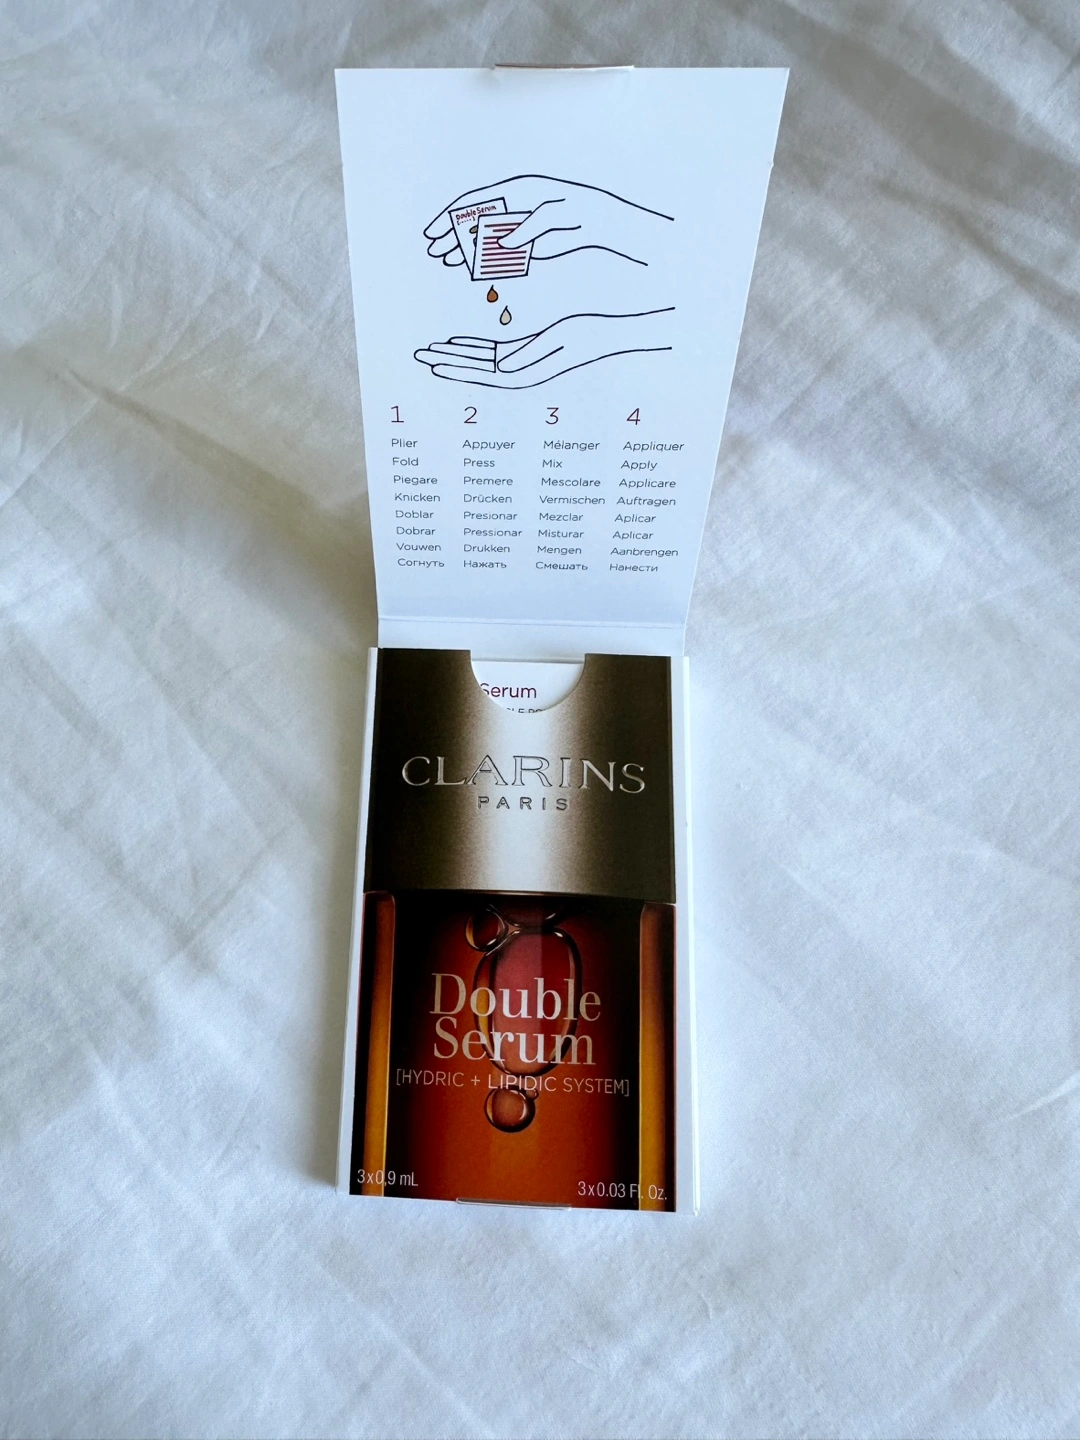 Double Serum
1 2 3 4
Plier Appuyer Mélanger Appliquer
Fold Press Mix Apply
Piegare Premere Mescolare Applicare
Knicken Drücken Vermischen Auftragen
Doblar Presionar Mezclar Aplicar
Dobrar Pressionar Misturar Aplicar
Vouwen Drukken Mengen Aanbrengen
Согнуть Нажать Смешать Нанести
Serum
CLARINS
PARIS
Double
Serum
[HYDRIC + LIPIDIC SYSTEM]
3x0,9 mL 3x0.03 Fl. Oz.